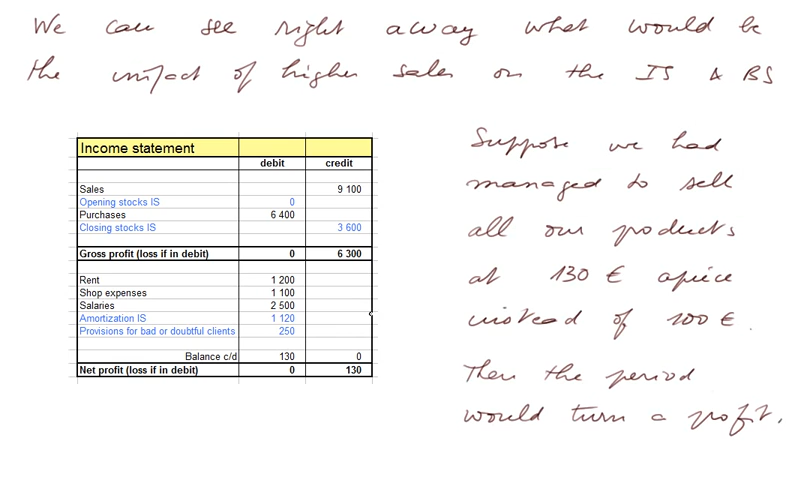 We can see right away what would be
the impact of higher sales on the IS & BS
Income statement
debit credit
Sales 9 100
Opening stocks IS 0
Purchases 6 400
Closing stocks IS 3 600
Gross profit (loss if in debit) 0 6 300
Rent 1 200
Shop expenses 1 100
Salaries 2 500
Amortization IS 1 120
Provisions for bad or doubtful clients 250
Balance c/d 130 0
Net profit (loss if in debit) 0 130
Suppose we had
managed to sell
all our products
at 130 € apiece
instead of 100 €.
Then the period
would turn a profit.